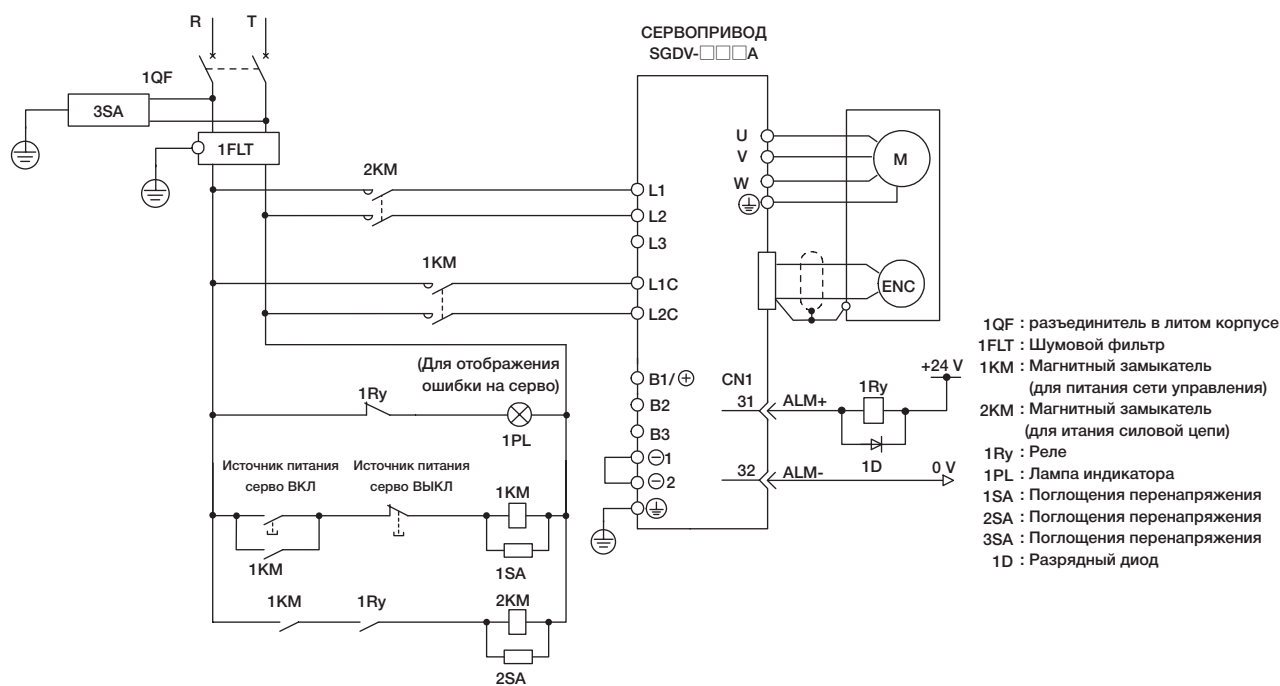 R
T
СЕРВОПРИВОД
SGDV-□□□A
1QF
3SA
1FLT
2KM
U
V
W
M
L1
L2
L3
1KM
L1C
L2C
ENC
(Для отображения
ошибки на серво)
1Ry
1PL
B1/⊕
B2
B3
⊖1
⊖2
CN1
31
ALM+
1Ry
+24 V
1D
32
ALM-
0 V
Источник питания
серво ВКЛ
Источник питания
серво ВЫКЛ
1KM
1KM
1SA
1KM
1Ry
2KM
2SA
1QF : разъединитель в литом корпусе
1FLT : Шумовой фильтр
1KM : Магнитный замыкатель
(для питания сети управления)
2KM : Магнитный замыкатель
(для итания силовой цепи)
1Ry : Реле
1PL : Лампа индикатора
1SA : Поглощения перенапряжения
2SA : Поглощения перенапряжения
3SA : Поглощения перенапряжения
1D : Разрядный диод